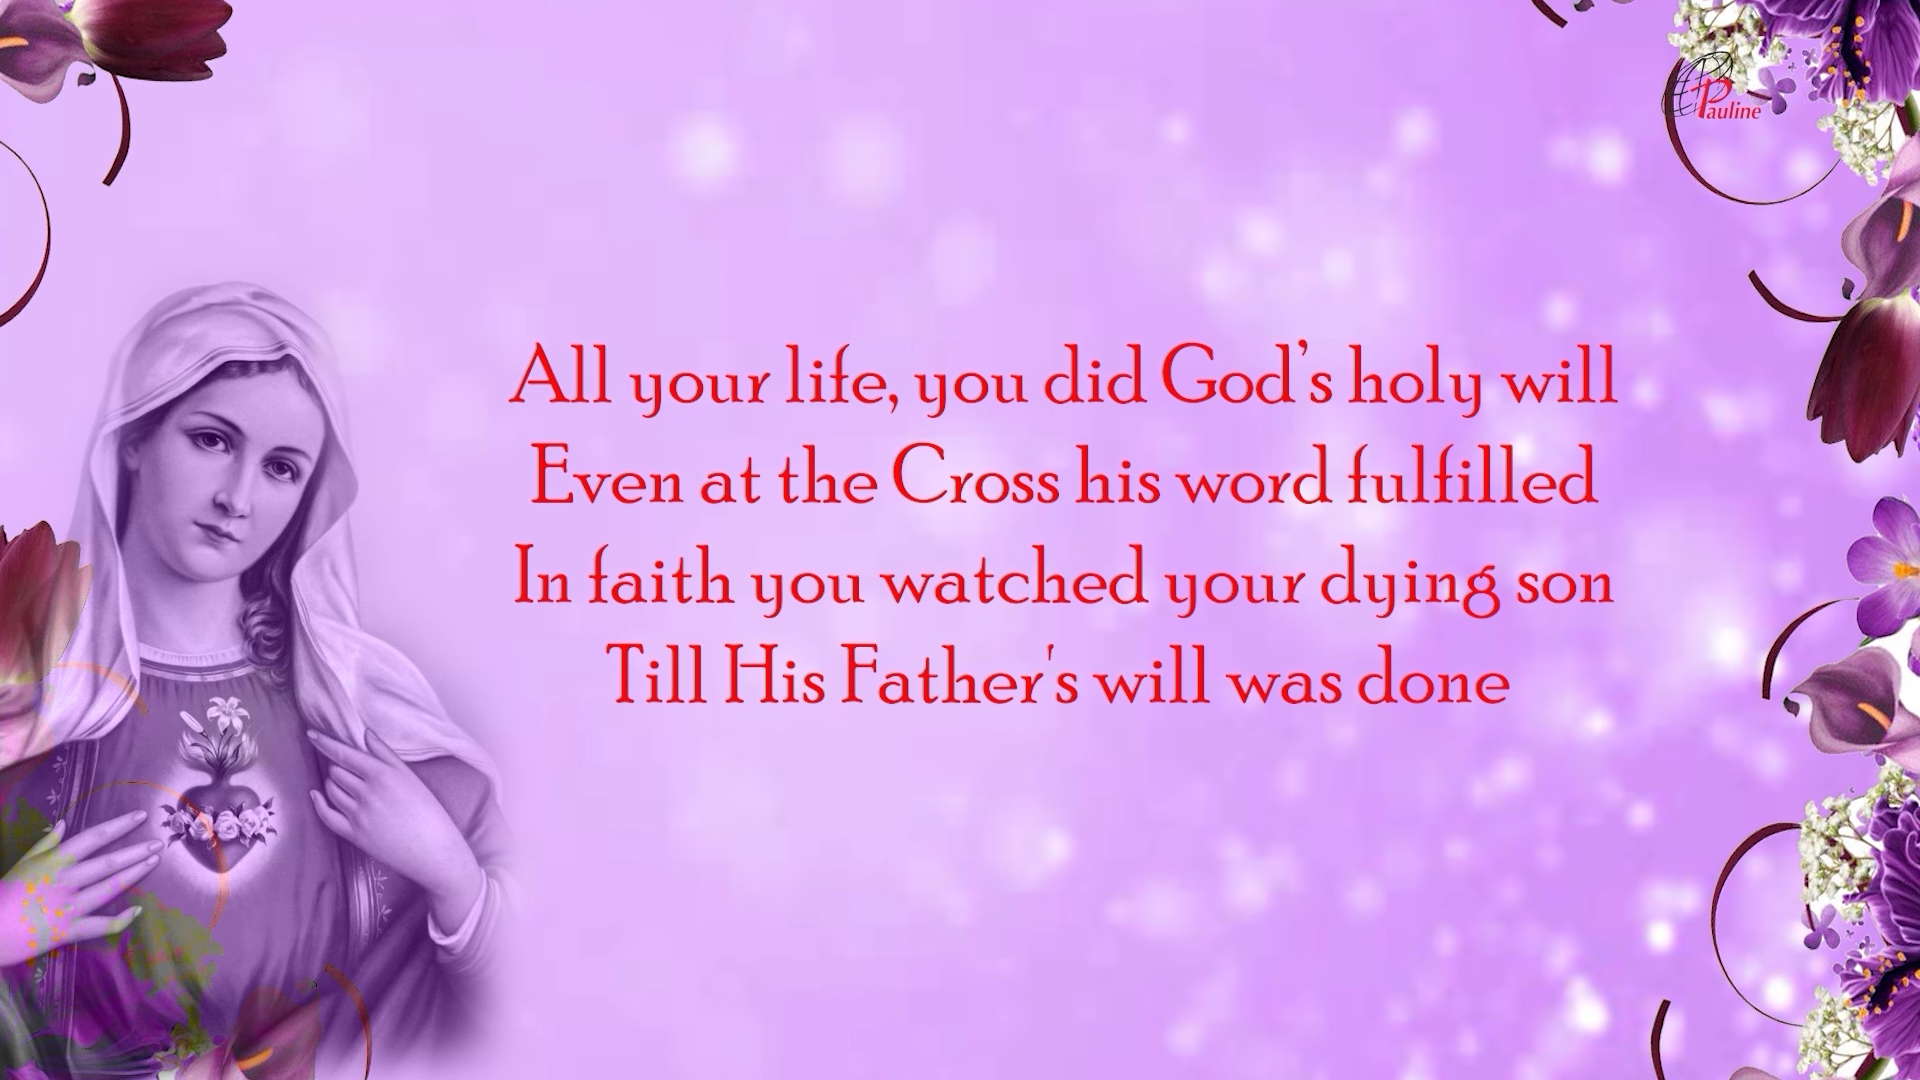 Pauline
All your life, you did God’s holy will
Even at the Cross his word fulfilled
In faith you watched your dying son
Till His Father's will was done